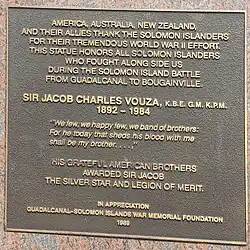 AMERICA, AUSTRALIA, NEW ZEALAND,
AND THEIR ALLIES THANK THE SOLOMON ISLANDERS
FOR THEIR TREMENDOUS WORLD WAR II EFFORT.
THIS STATUE HONORS ALL SOLOMON ISLANDERS
WHO FOUGHT ALONG SIDE US
DURING THE SOLOMON ISLAND BATTLE
FROM GUADALCANAL TO BOUGAINVILLE.
SIR JACOB CHARLES VOUZA, K.B.E. G.M. K.P.M.
1892 – 1984
"We few, we happy few, we band of brothers:
For he today that sheds his blood with me
shall be my brother. . . . ."
HIS GRATEFUL AMERICAN BROTHERS
AWARDED SIR JACOB
THE SILVER STAR AND LEGION OF MERIT.
IN APPRECIATION
GUADALCANAL-SOLOMON ISLANDS WAR MEMORIAL FOUNDATION
1989